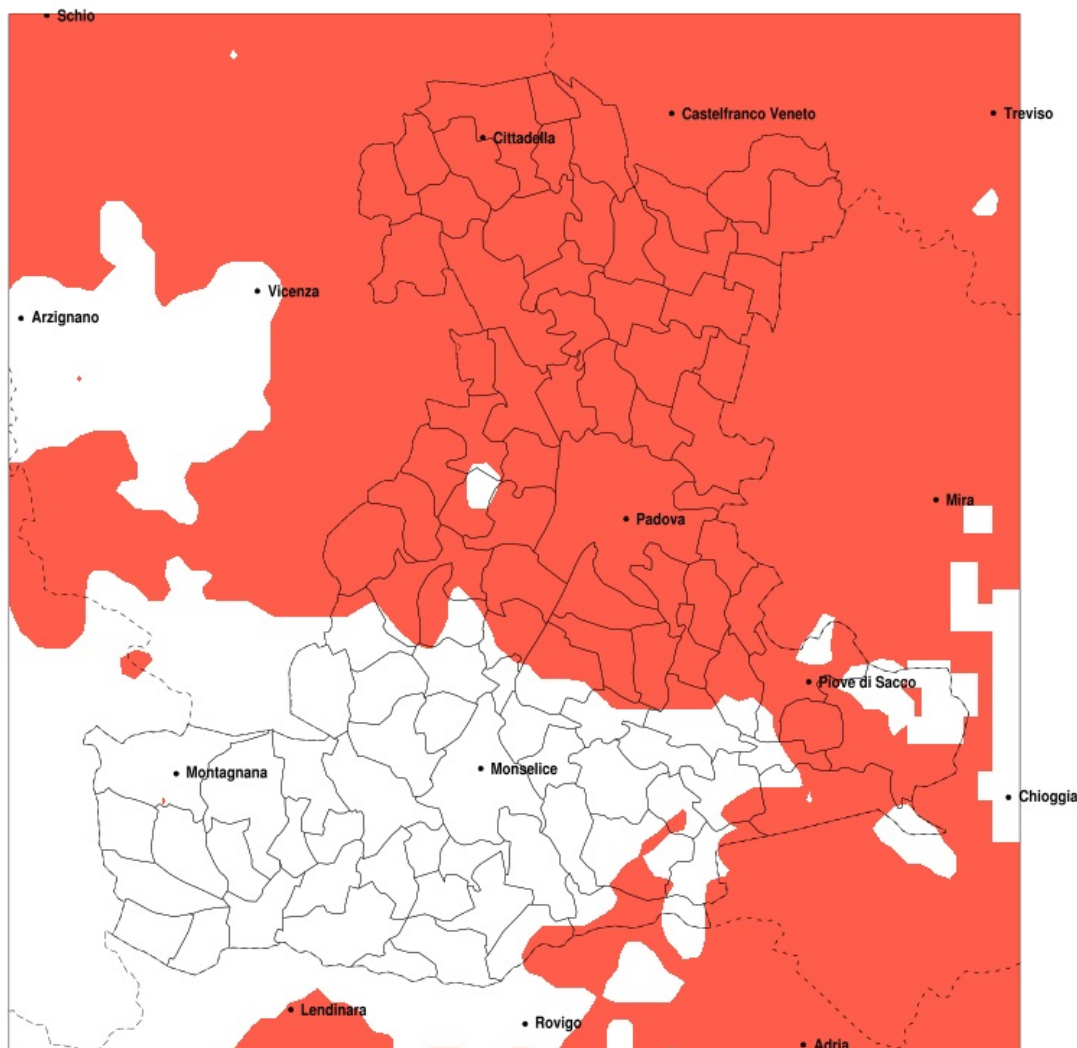 Schio
Castelfranco Veneto
Treviso
Cittadella
Vicenza
Arzignano
Mira
Padova
Piove di Sacco
Monselice
Montagnana
Chioggia
Lendinara
Rovigo
Adria